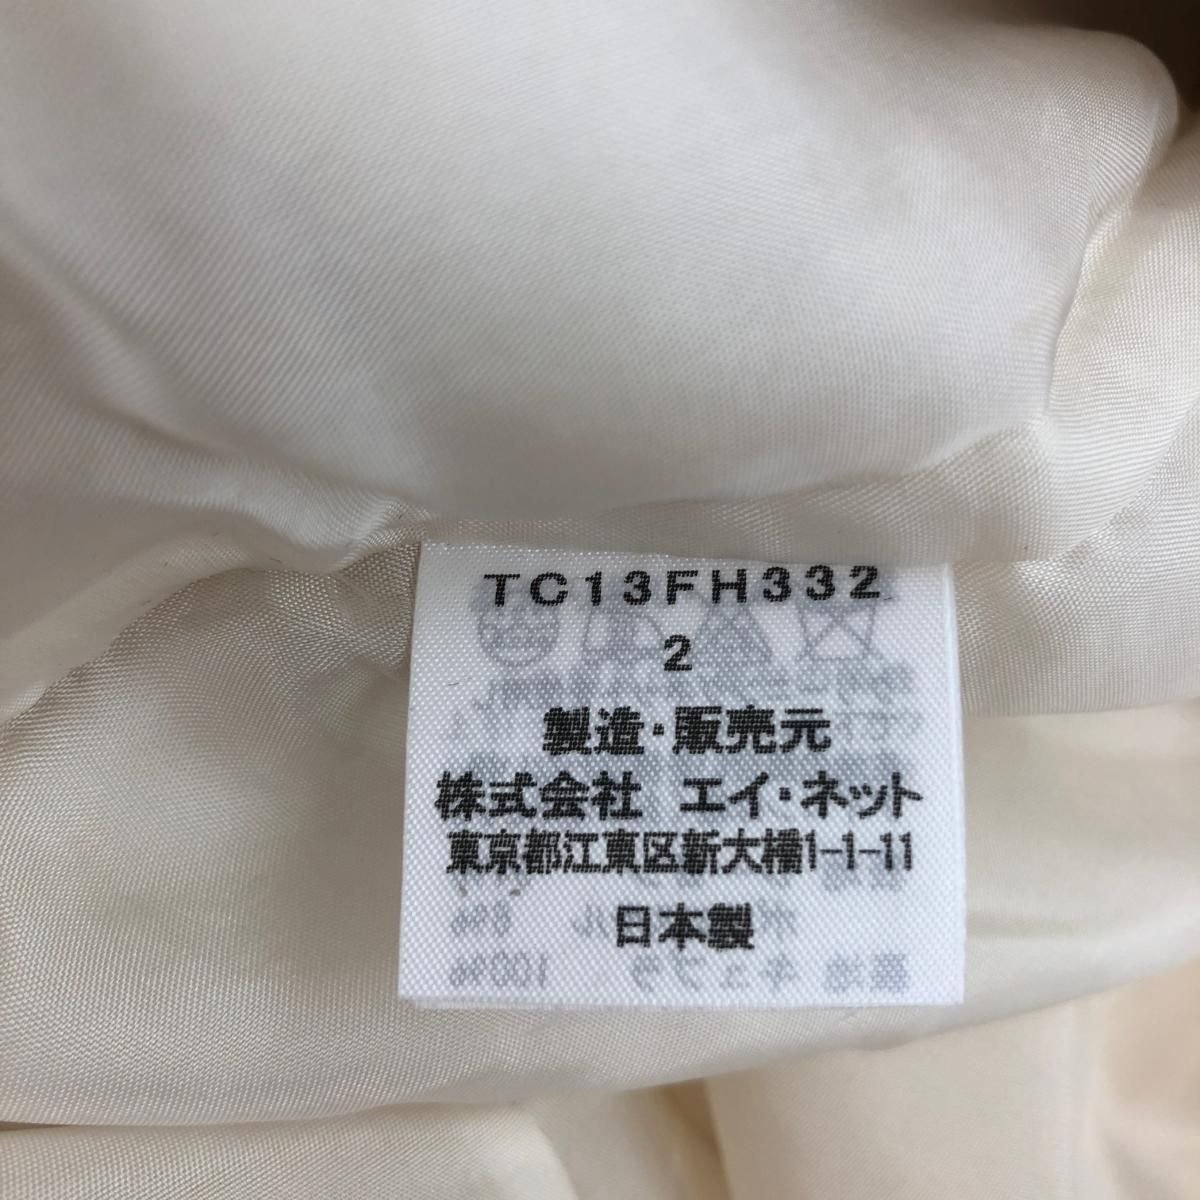 TC13FH332
2
製造・販売元
株式会社　エイ・ネット
東京都江東区新大橋1-1-11
日本製